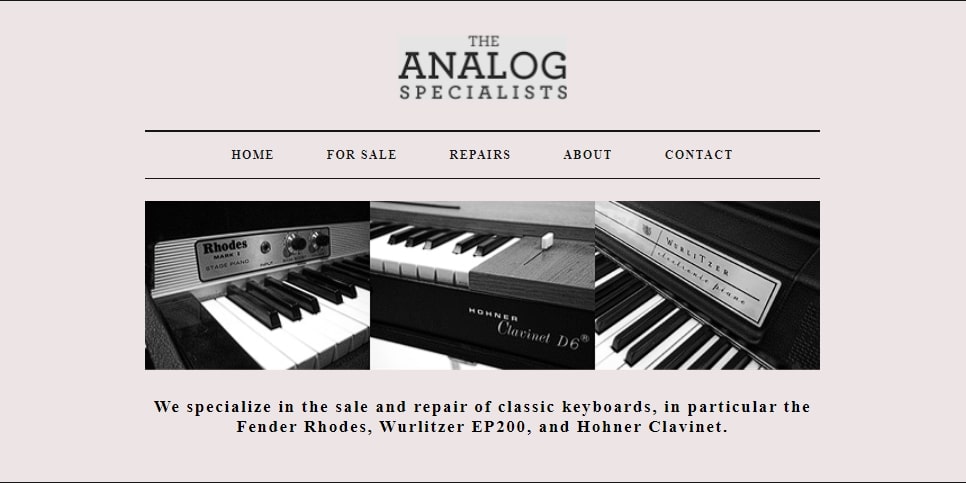 THE
ANALOG
SPECIALISTS
HOME FOR SALE REPAIRS ABOUT CONTACT
Rhodes
MARK I
STAGE PIANO
INPUT
HOHNER
Clavinet D6®
WURLITZER
electronic piano
We specialize in the sale and repair of classic keyboards, in particular the
Fender Rhodes, Wurlitzer EP200, and Hohner Clavinet.